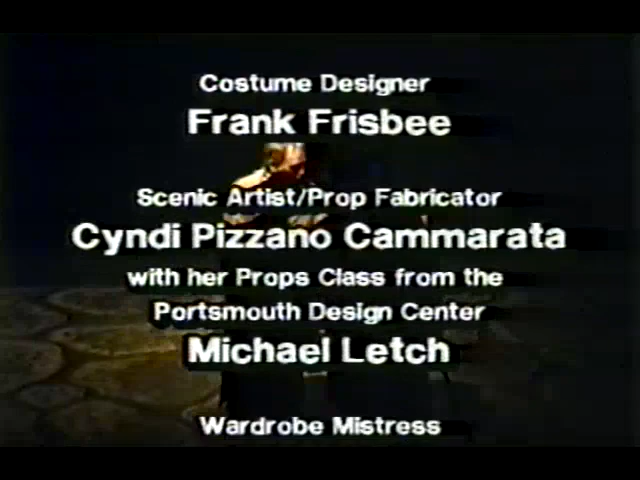 Costume Designer
Frank Frisbee
Scenic Artist/Prop Fabricator
Cyndi Pizzano Cammarata
with her Props Class from the
Portsmouth Design Center
Michael Letch
Wardrobe Mistress